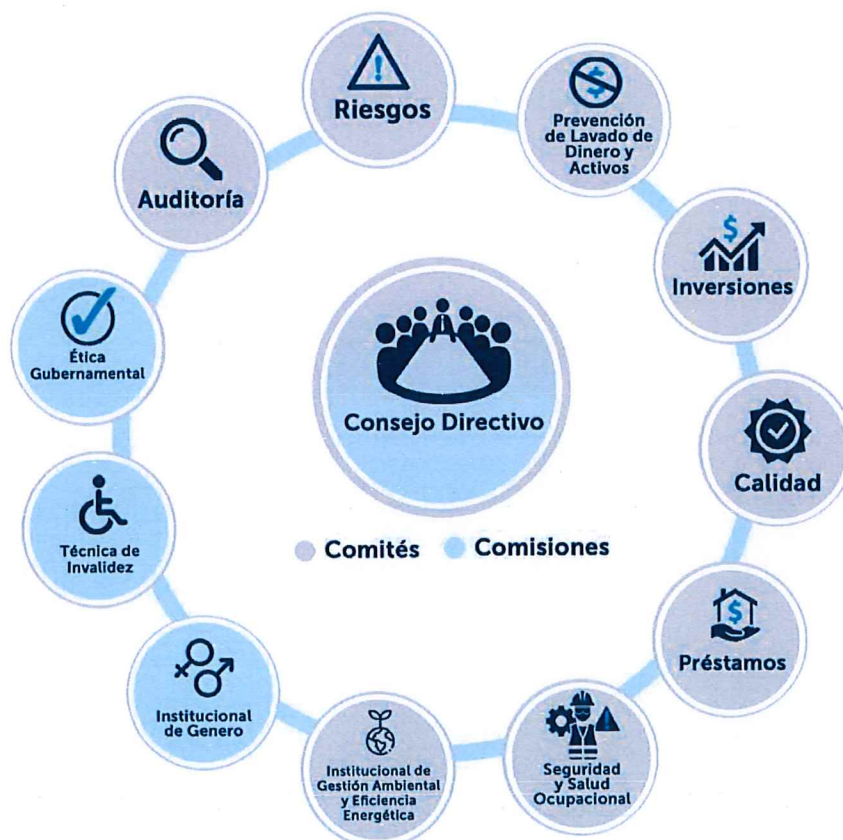 Riesgos
Prevención
de Lavado de
Dinero y
Activos
Inversiones
Calidad
Préstamos
Seguridad
y Salud
Ocupacional
Institucional de
Gestión Ambiental
y Eficiencia
Energética
Institucional
de Genero
Técnica de
Invalidez
Ética
Gubernamental
Auditoría
Consejo Directivo
Comités
Comisiones